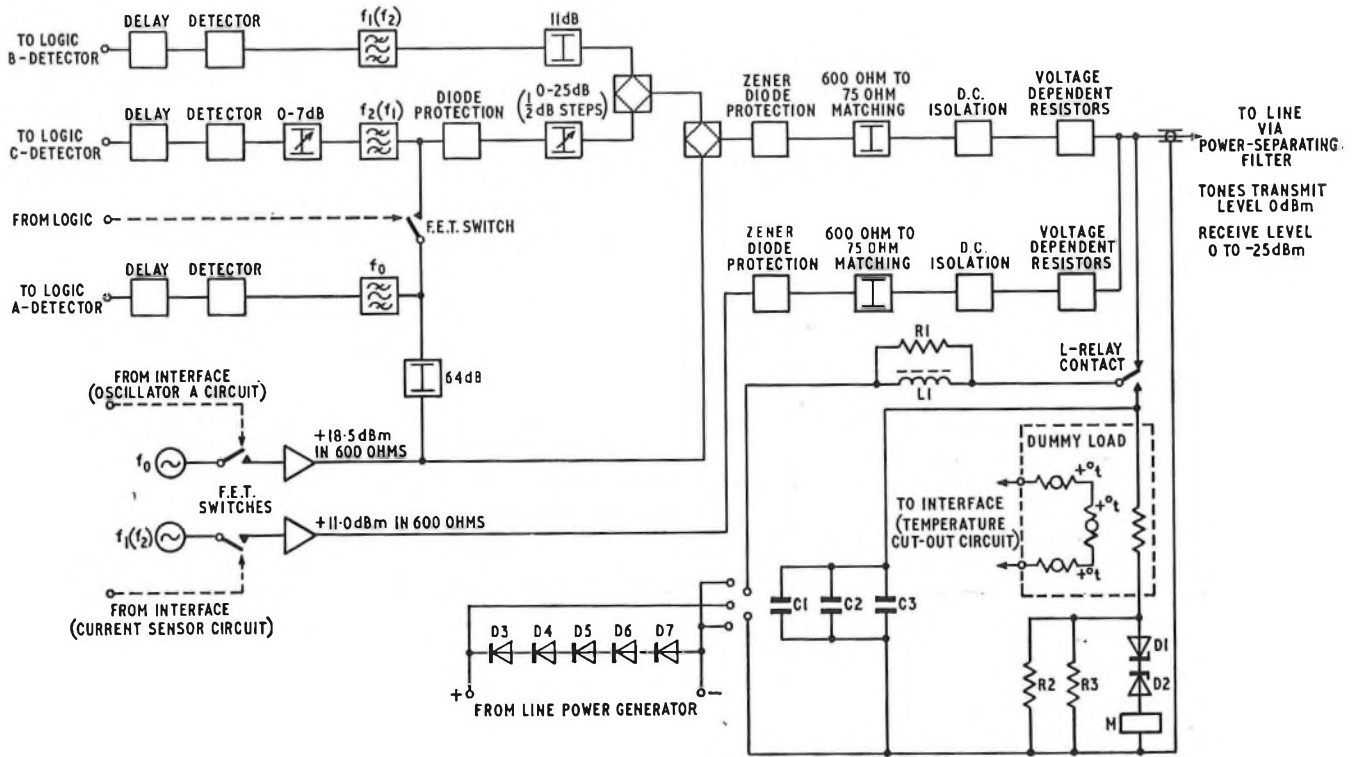 DELAY
DETECTOR
f₁(f₂)
11dB
TO LOGIC
B-DETECTOR
ZENER
DIODE
PROTECTION
600 OHM TO
75 OHM
MATCHING
D.C.
ISOLATION
VOLTAGE
DEPENDENT
RESISTORS
DELAY
DETECTOR
0-7dB
f₂(f₁)
DIODE
PROTECTION
0-25dB
(½ dB STEPS)
TO LOGIC
C-DETECTOR
TO LINE
VIA
POWER-SEPARATING
FILTER
TONES TRANSMIT
LEVEL 0dBm
RECEIVE LEVEL
0 TO -25dBm
FROM LOGIC
F.E.T. SWITCH
ZENER
DIODE
PROTECTION
600 OHM TO
75 OHM
MATCHING
D.C.
ISOLATION
VOLTAGE
DEPENDENT
RESISTORS
DELAY
DETECTOR
f₀
TO LOGIC
A-DETECTOR
R1
L1
L-RELAY
CONTACT
64dB
FROM INTERFACE
(OSCILLATOR A CIRCUIT)
+18·5dBm
IN 600 OHMS
f₀
F.E.T.
SWITCHES
f₁(f₂)
+11·0dBm IN 600 OHMS
FROM INTERFACE
(CURRENT SENSOR CIRCUIT)
DUMMY LOAD
+°t
+°t
+°t
TO INTERFACE
(TEMPERATURE
CUT-OUT CIRCUIT)
C1
C2
C3
D3
D4
D5
D6
D7
+
-
FROM LINE POWER GENERATOR
R2
R3
D1
D2
M